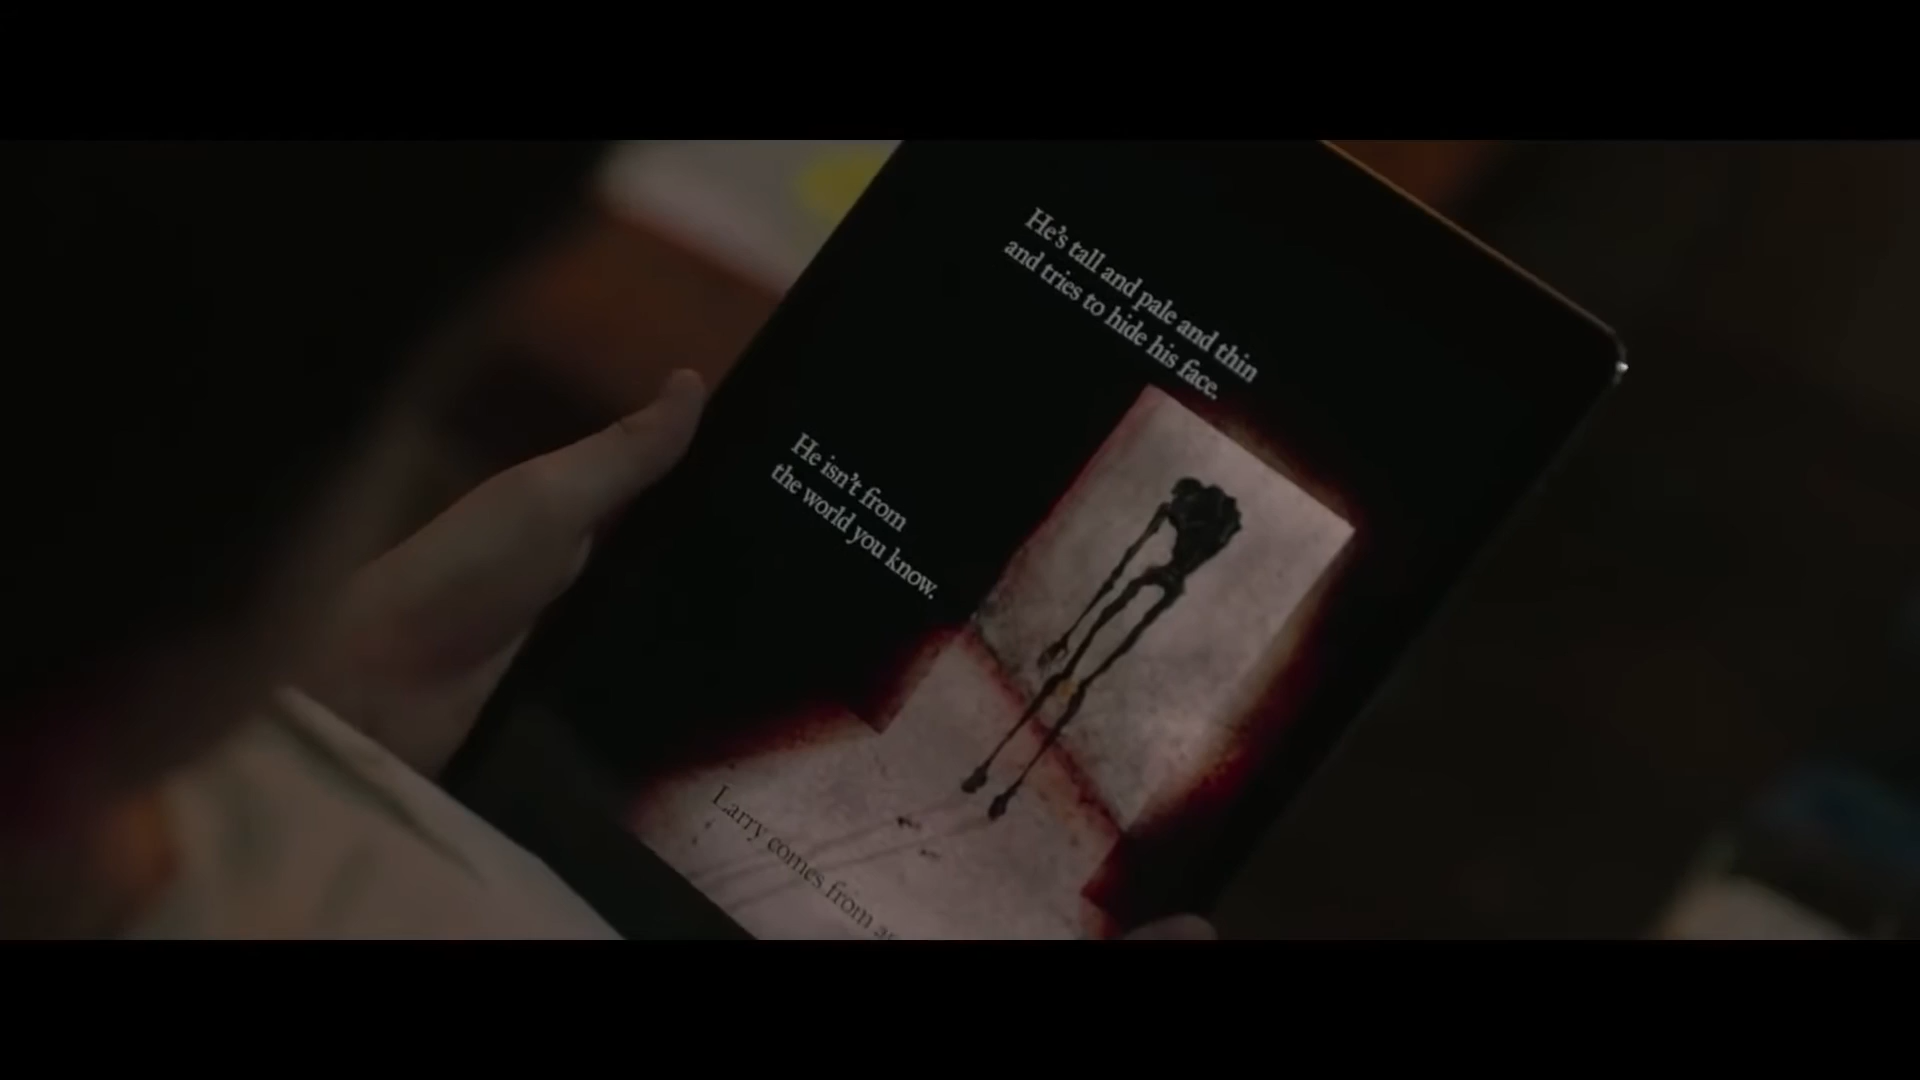 He's tall and pale and thin
and tries to hide his face.
He isn't from
the world you know.
Larry comes from